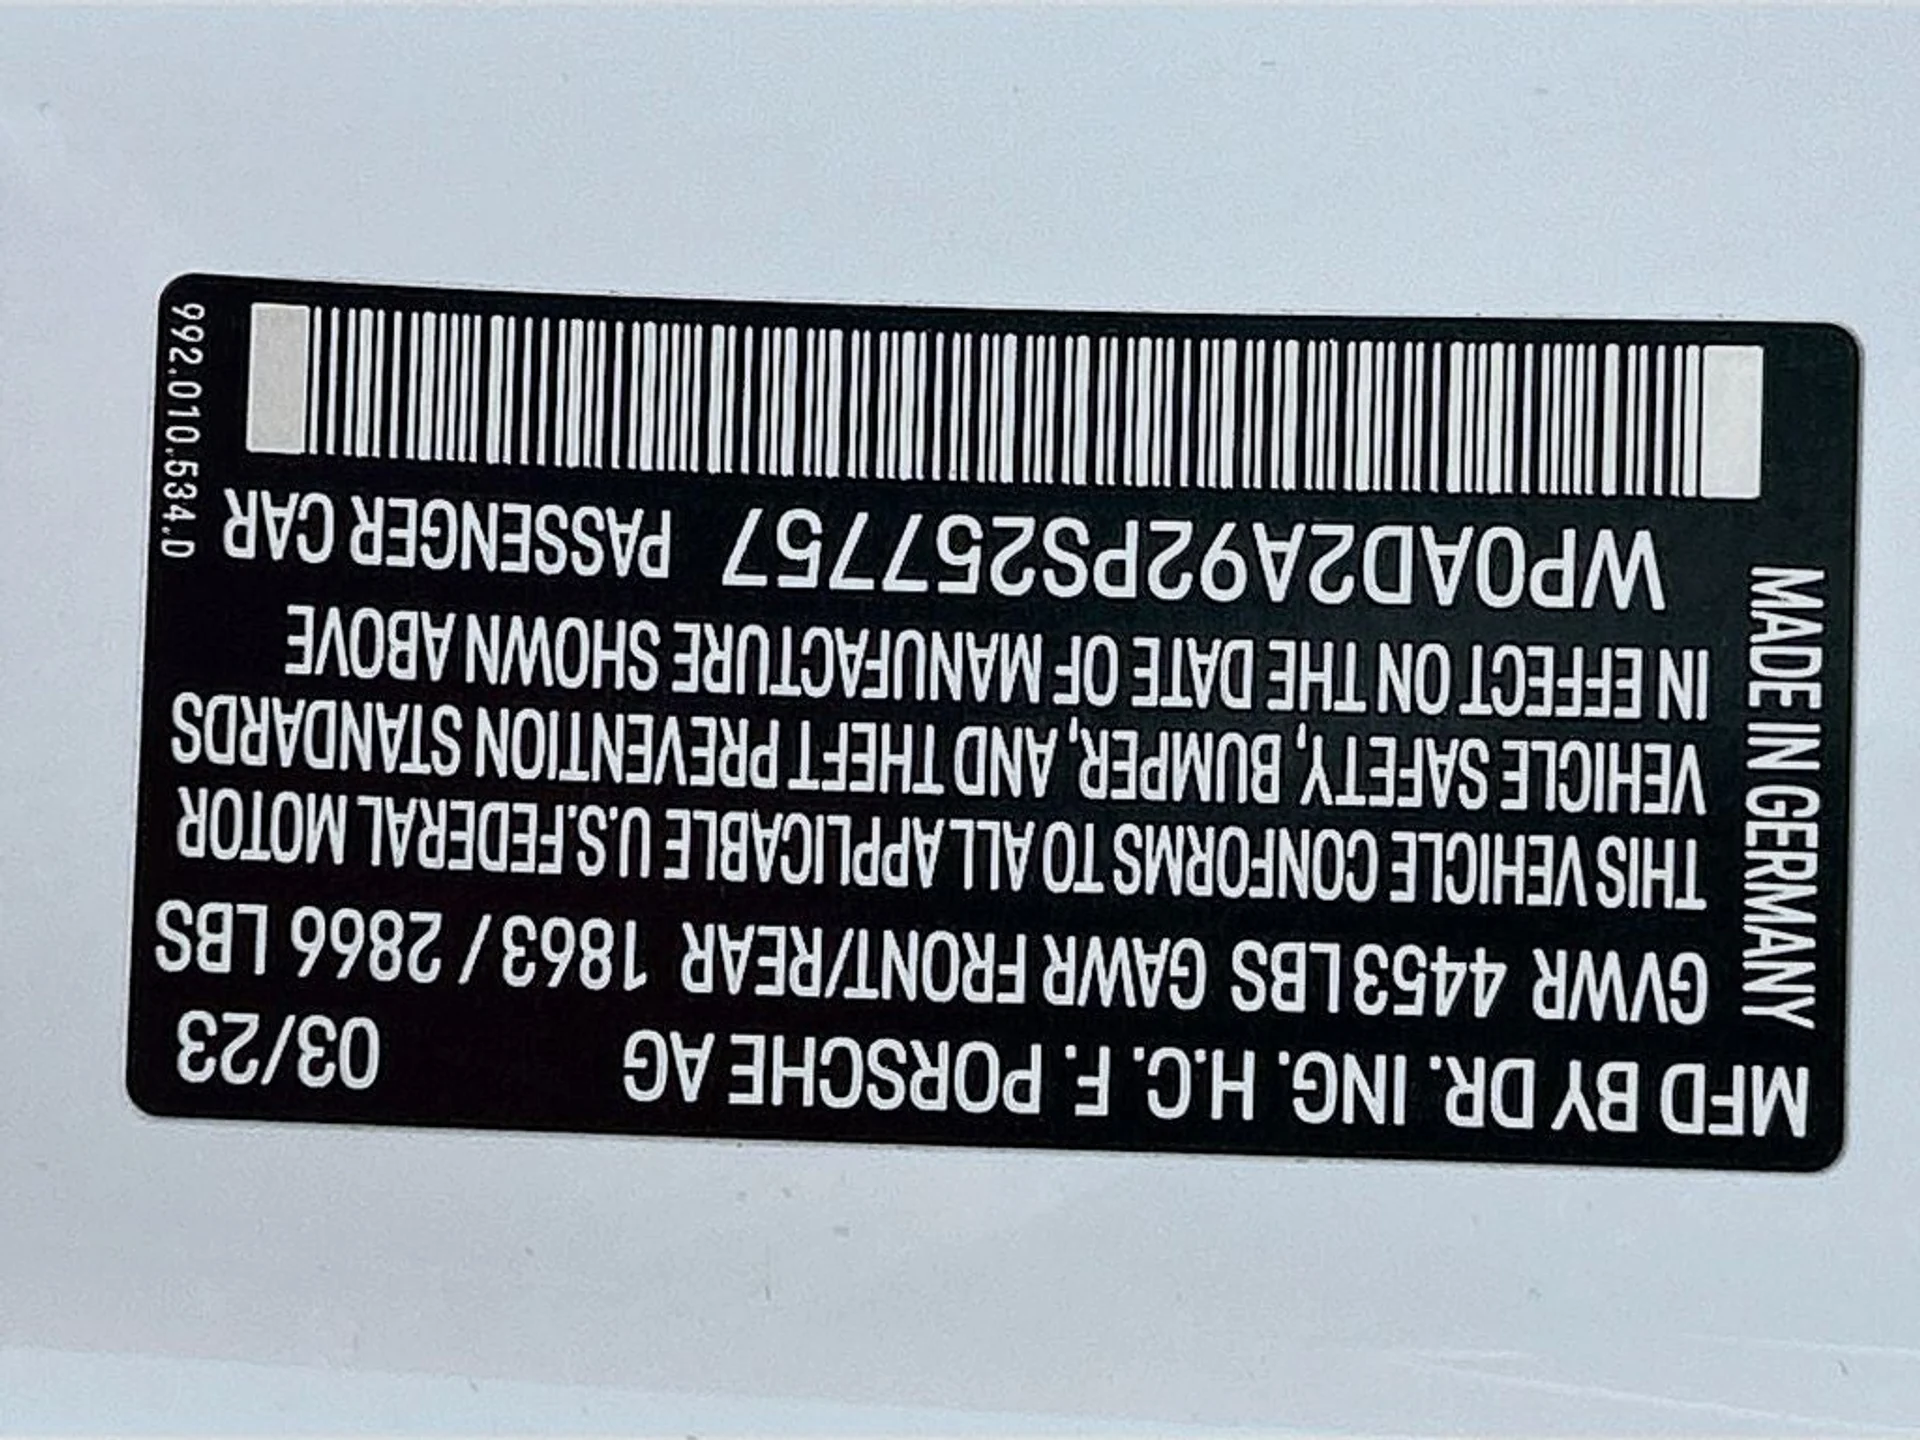 MFD BY DR. ING. H.C. F. PORSCHE AG 03/23
GVWR 4453 LBS GAWR FRONT/REAR 1863 / 2866 LBS
THIS VEHICLE CONFORMS TO ALL APPLICABLE U.S.FEDERAL MOTOR
VEHICLE SAFETY, BUMPER, AND THEFT PREVENTION STANDARDS
IN EFFECT ON THE DATE OF MANUFACTURE SHOWN ABOVE
WP0AD2A92PS257757 PASSENGER CAR
MADE IN GERMANY
992.010.534.D